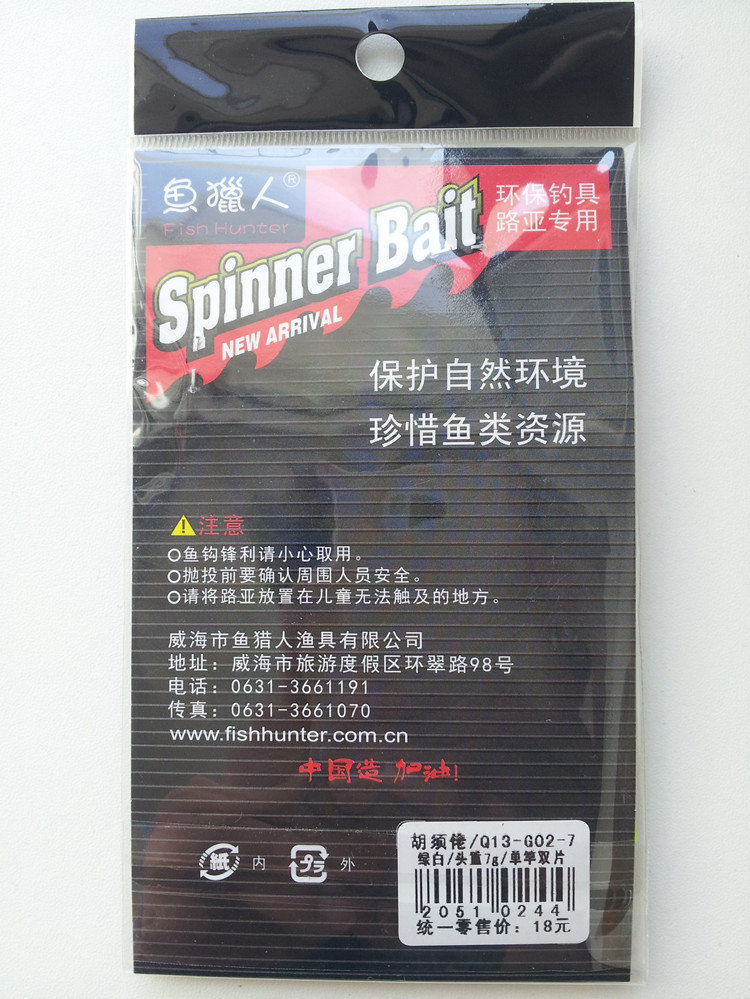 魚獵人®
Fish Hunter
Spinner Bait
NEW ARRIVAL
环保钓具
路亚专用
保护自然环境
珍惜鱼类资源
注意
○鱼钩锋利请小心取用。
○抛投前要确认周围人员安全。
○请将路亚放置在儿童无法触及的地方。
威海市鱼猎人渔具有限公司
地址：威海市旅游度假区环翠路98号
电话：0631-3661191
传真：0631-3661070
www.fishhunter.com.cn
中国造 加油!
紙 内 プラ 外
胡须佬/Q13-G02-7
绿白/头重7g/单竿双片
2051 0244
统一零售价：18元